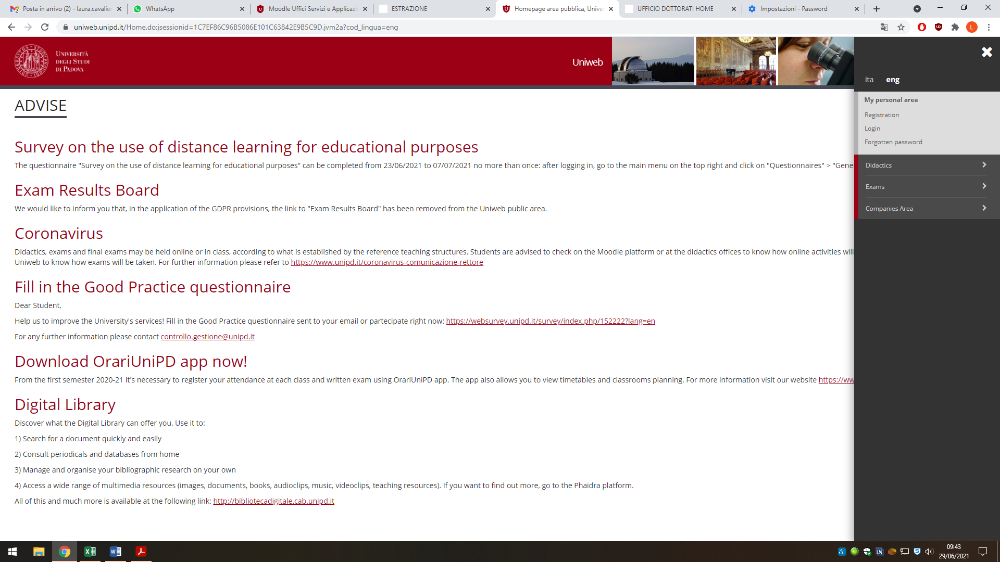 Posta in arrivo (2) - laura.cavalier
WhatsApp
Moodle Uffici Servizi e Applicazi
ESTRAZIONE
Homepage area pubblica, Unive
UFFICIO DOTTORATI HOME
Impostazioni - Password
uniweb.unipd.it/Home.do;jsessionid=1C7EF86C96B5086E101C63842E9B5C9D.jvm2a?cod_lingua=eng
L
UNIVERSITÀ
DEGLI STUDI
DI PADOVA
Uniweb
ita eng
My personal area
Registration
Login
Forgotten password
Didactics
Exams
Companies Area
ADVISE
Survey on the use of distance learning for educational purposes
The questionnaire "Survey on the use of distance learning for educational purposes" can be completed from 23/06/2021 to 07/07/2021 no more than once: after logging in, go to the main menu on the top right and click on "Questionnaires" > "Gene
Exam Results Board
We would like to inform you that, in the application of the GDPR provisions, the link to "Exam Results Board" has been removed from the Uniweb public area.
Coronavirus
Didactics, exams and final exams may be held online or in class, according to what is established by the reference teaching structures. Students are advised to check on the Moodle platform or at the didactics offices to know how online activities will
Uniweb to know how exams will be taken. For further information please refer to https://www.unipd.it/coronavirus-comunicazione-rettore
Fill in the Good Practice questionnaire
Dear Student,
Help us to improve the University's services! Fill in the Good Practice questionnaire sent to your email or partecipate right now: https://websurvey.unipd.it/survey/index.php/152222?lang=en
For any further information please contact controllo.gestione@unipd.it
Download OrariUniPD app now!
From the first semester 2020-21 it's necessary to register your attendance at each class and written exam using OrariUniPD app. The app also allows you to view timetables and classrooms planning. For more information visit our website https://ww
Digital Library
Discover what the Digital Library can offer you. Use it to:
1) Search for a document quickly and easily
2) Consult periodicals and databases from home
3) Manage and organise your bibliographic research on your own
4) Access a wide range of multimedia resources (images, documents, books, audioclips, music, videoclips, teaching resources). If you want to find out more, go to the Phaidra platform.
All of this and much more is available at the following link: http://bibliotecadigitale.cab.unipd.it
09:43
29/06/2021